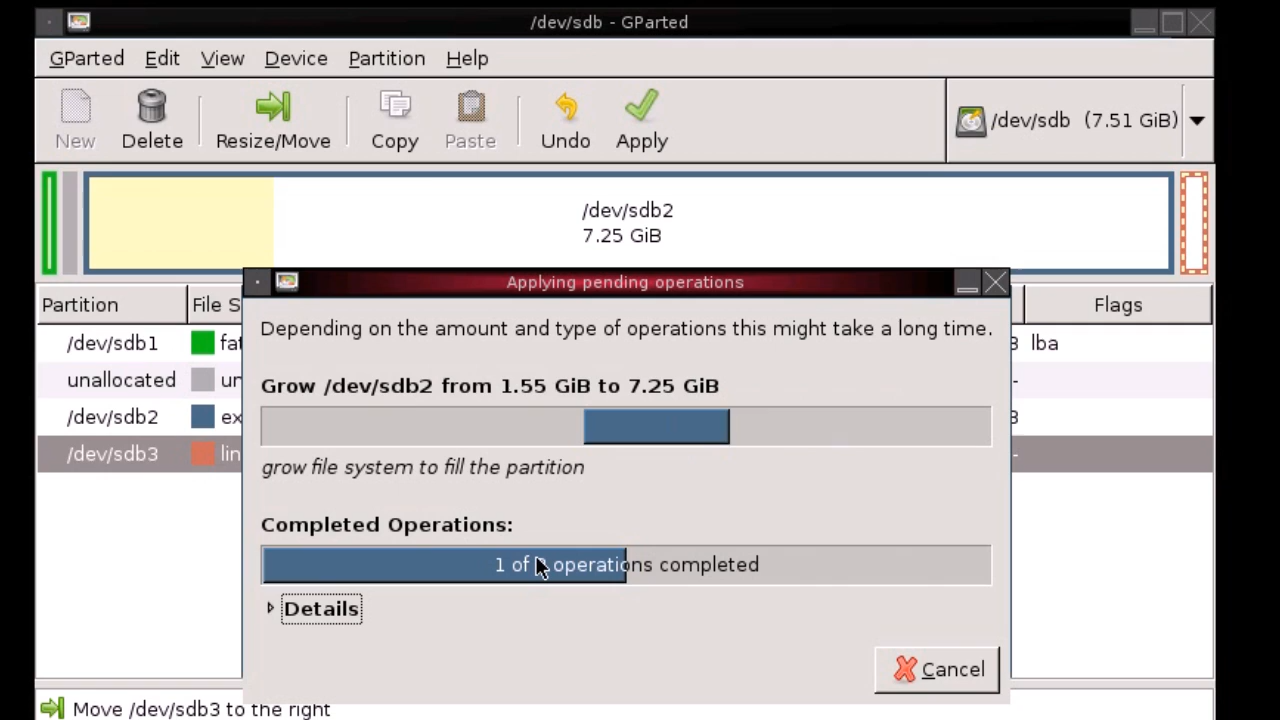 /dev/sdb - GParted
GParted Edit View Device Partition Help
New Delete Resize/Move Copy Paste Undo Apply /dev/sdb (7.51 GiB)
/dev/sdb2
7.25 GiB
Partition File S Flags
/dev/sdb1 fat lba
unallocated un -
/dev/sdb2 ex
/dev/sdb3 lin -
Applying pending operations
Depending on the amount and type of operations this might take a long time.
Grow /dev/sdb2 from 1.55 GiB to 7.25 GiB
grow file system to fill the partition
Completed Operations:
1 of operations completed
Details
Cancel
Move /dev/sdb3 to the right